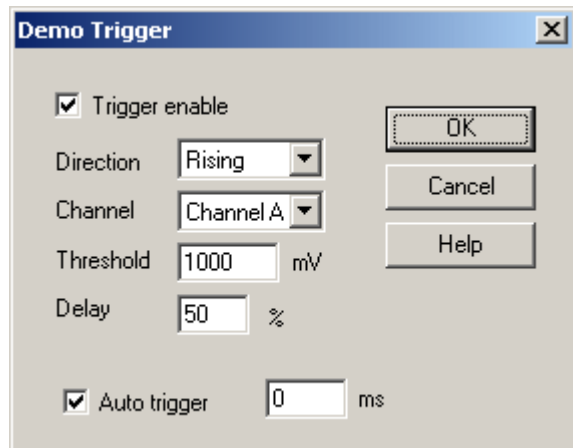 Demo Trigger
Trigger enable
OK
Direction Rising
Cancel
Channel Channel A
Help
Threshold 1000 mV
Delay 50 %
Auto trigger 0 ms